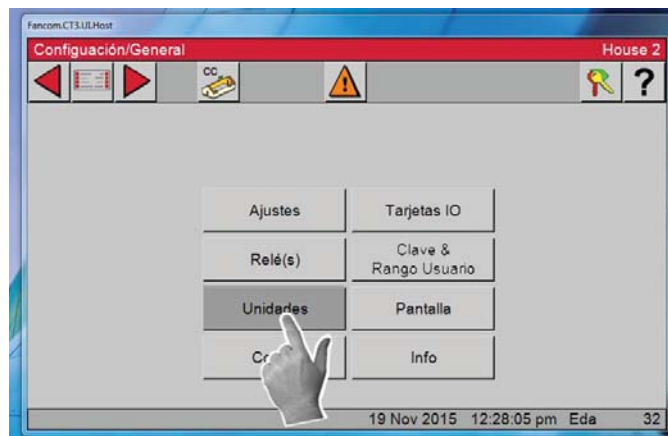 Fancom.CT3.UI.Host
Configuación/General House 2
CC
?
Ajustes Tarjetas IO
Relé(s) Clave &
Rango Usuario
Unidades Pantalla
Info
19 Nov 2015 12:28:05 pm Eda 32